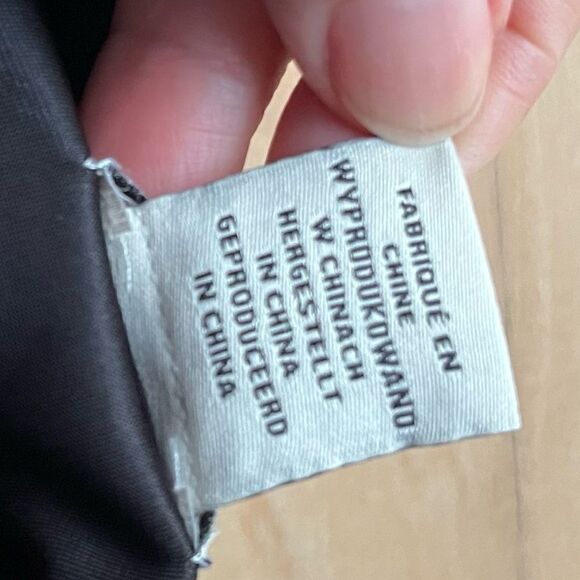 FABRIQUÉ EN
CHINE
WYPRODUKOWANO
W CHINACH
HERGESTELLT
IN CHINA
GEPRODUCEERD
IN CHINA